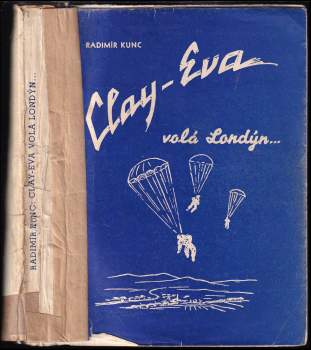 RADIMÍR KUNC: CLAY-EVA VOLÁ LONDÝN...
RADIMÍR KUNC
Clay-Eva
volá Londýn...